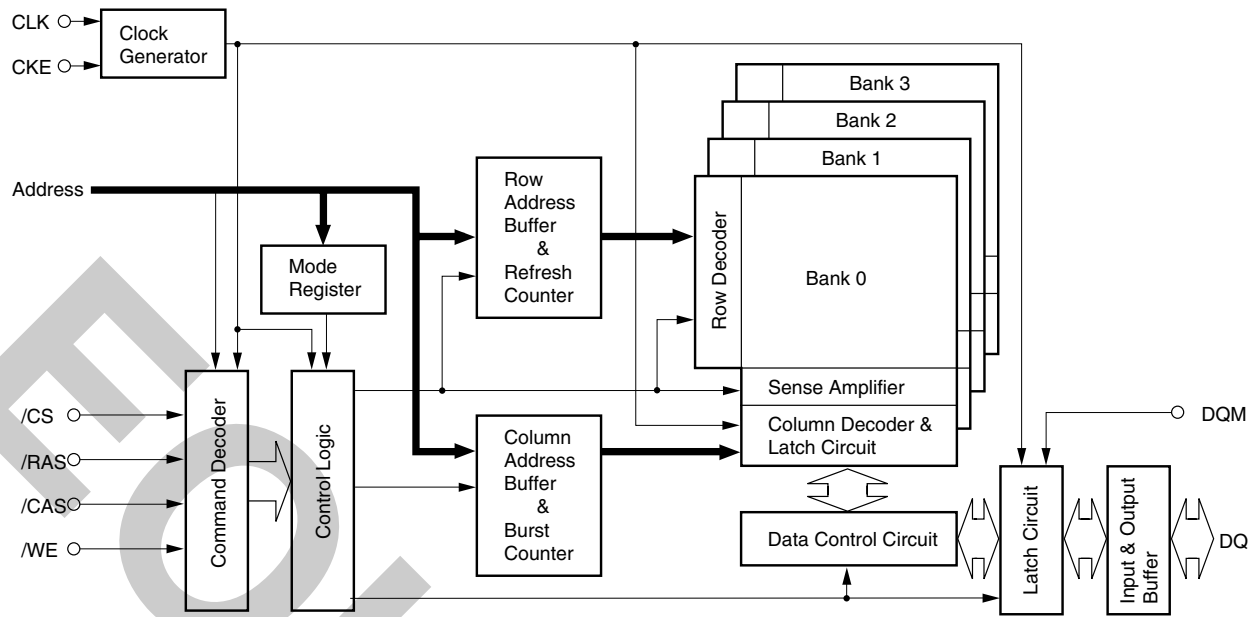 CLK
CKE
Clock
Generator
Bank 3
Bank 2
Bank 1
Bank 0
Row Decoder
Address
Row
Address
Buffer
&
Refresh
Counter
Mode
Register
Sense Amplifier
Column Decoder &
Latch Circuit
/CS
/RAS
/CAS
/WE
Command Decoder
Control Logic
Column
Address
Buffer
&
Burst
Counter
Data Control Circuit
Latch Circuit
Input & Output
Buffer
DQM
DQ